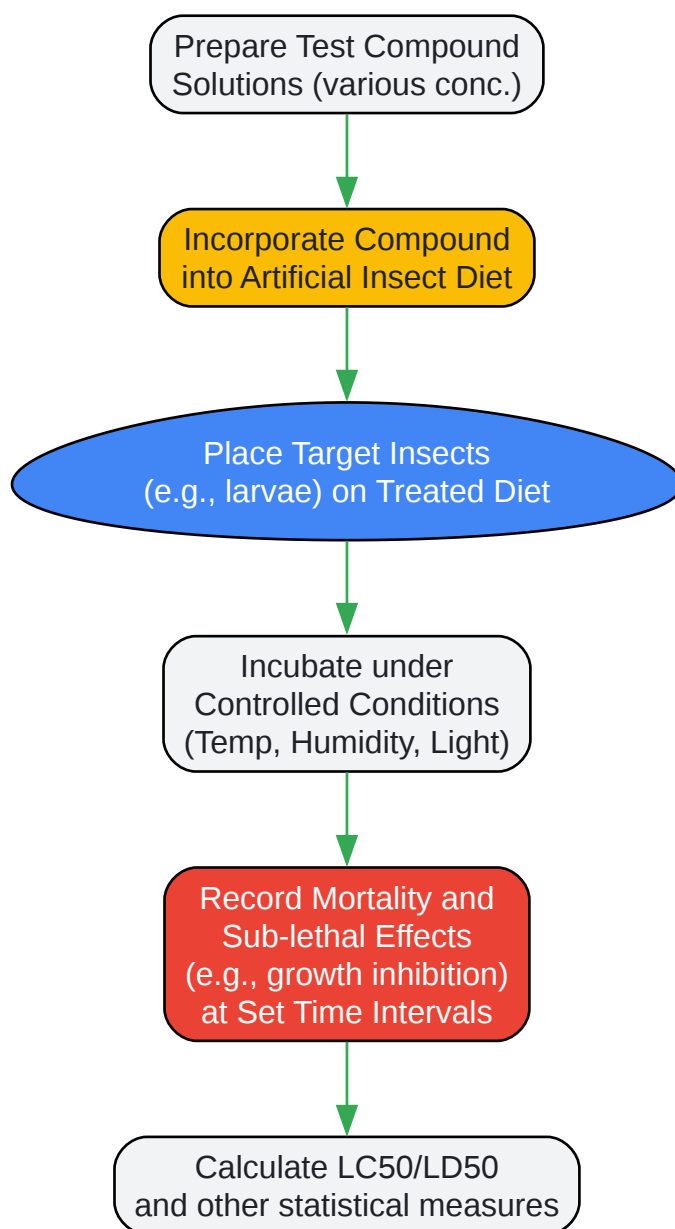 Prepare Test Compound
Solutions (various conc.)
Incorporate Compound
into Artificial Insect Diet
Place Target Insects
(e.g., larvae) on Treated Diet
Incubate under
Controlled Conditions
(Temp, Humidity, Light)
Record Mortality and
Sub-lethal Effects
(e.g., growth inhibition)
at Set Time Intervals
Calculate LC50/LD50
and other statistical measures